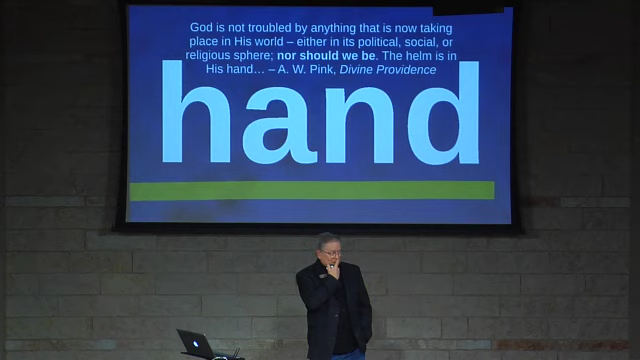 God is not troubled by anything that is now taking
place in His world – either in its political, social, or
religious sphere; nor should we be. The helm is in
His hand… – A. W. Pink, Divine Providence
hand